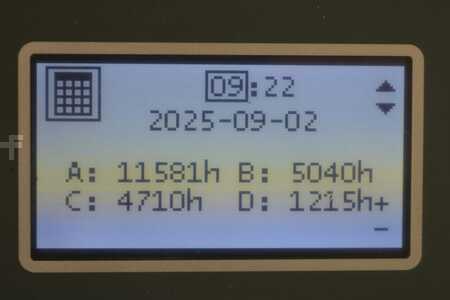 09:22
2025-09-02
A: 11581h B: 5040h
C: 4710h D: 1215h+
-